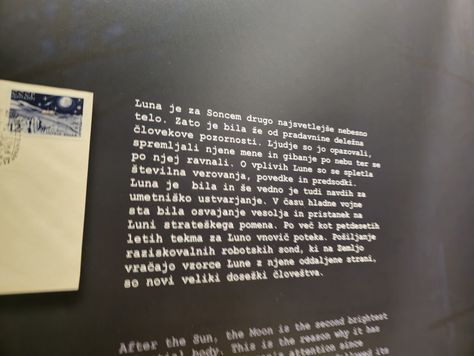 12
Luna je za Soncem drugo najsvetlejše nebesno
telo. Zato je bila že od pradavnine deležna
človekove pozornosti. Ljudje so jo opazovali,
spremljali njene mene in gibanje po nebu ter se
po njej ravnali. O vplivih Lune so se spletla
številna verovanja, povedke in predsodki.
Luna je bila in še vedno je tudi navdih za
umetniško ustvarjanje. V času hladne vojne
sta bila osvajanje vesolja in pristanek na
Luni strateškega pomena. Po več kot petdesetih
letih tekma za Luno vnovič poteka. Pošiljanje
raziskovalnih robotskih sond, ki na Zemljo
vračajo vzorce Lune z njene oddaljene strani,
so novi veliki dosežki človeštva.
After the Sun, the Moon is the second brightest
body. This is the reason why it has
attention since